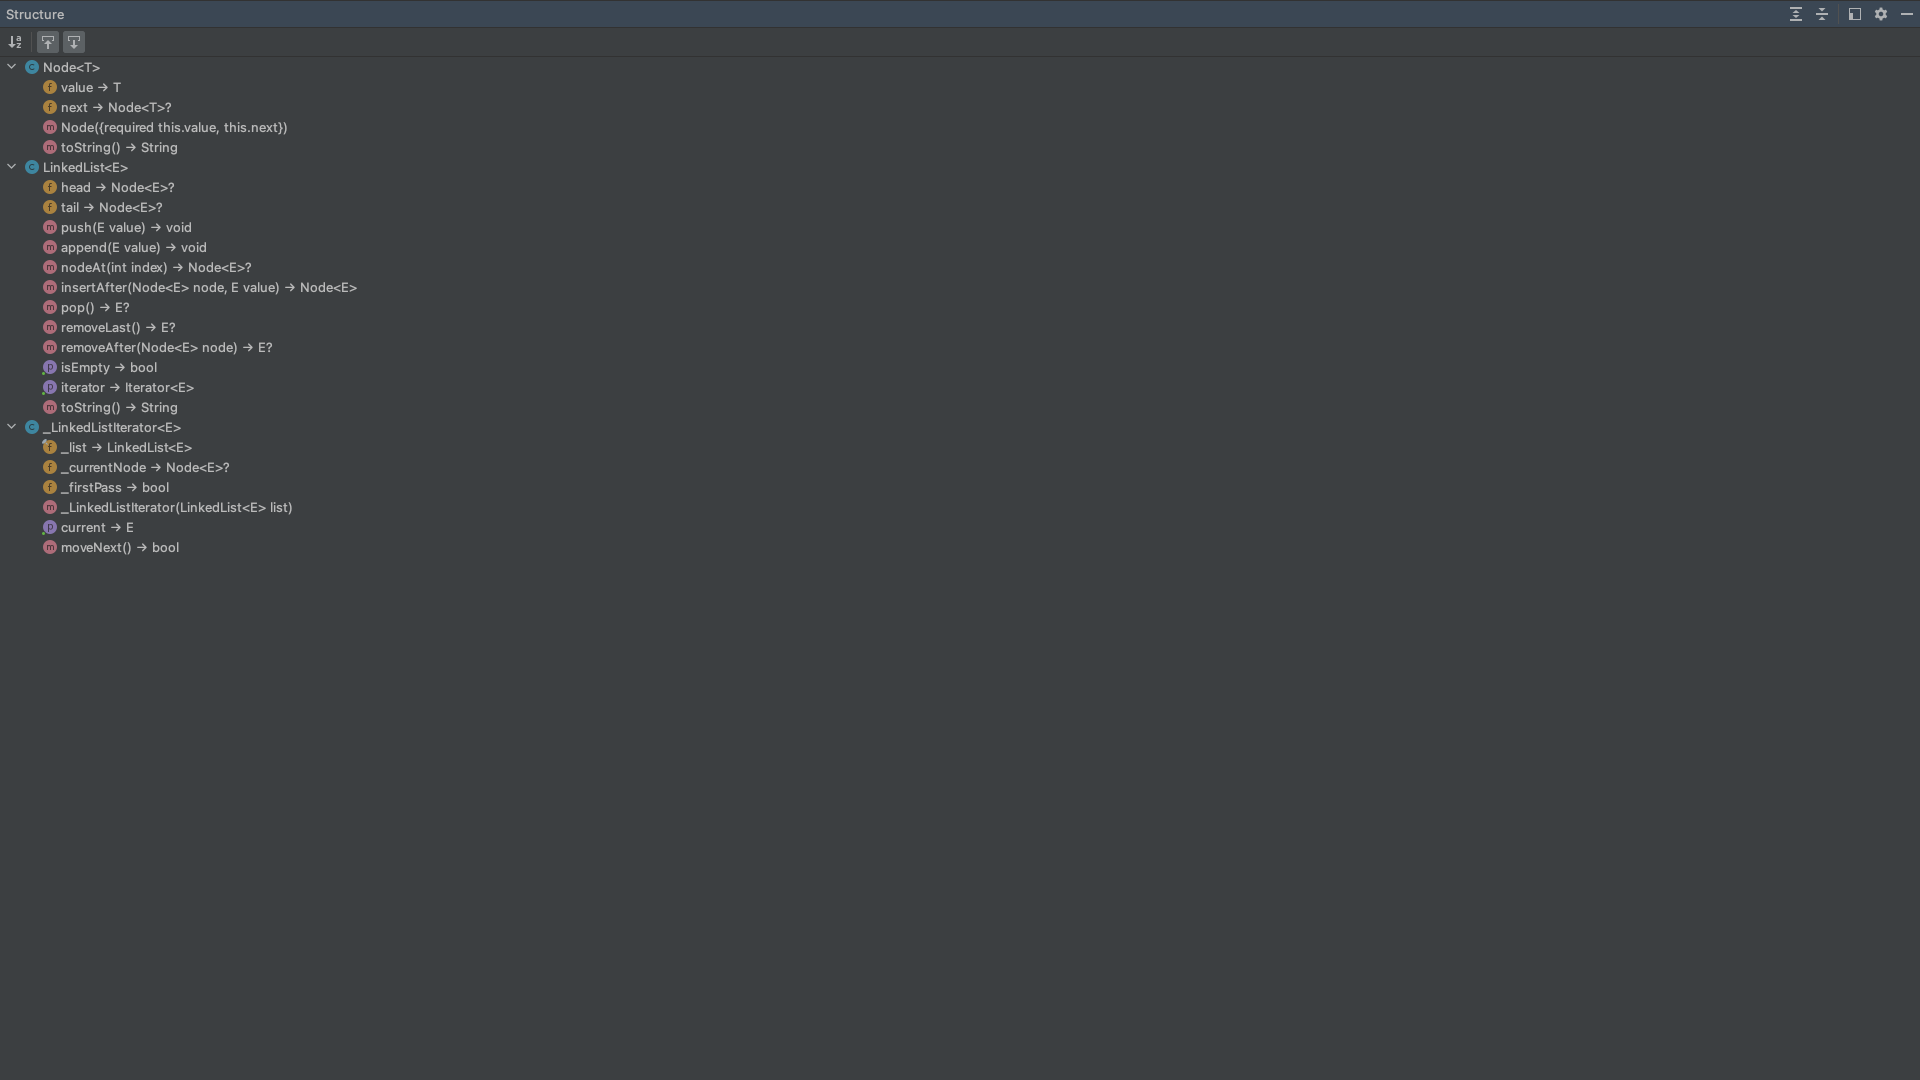 Structure
Node<T>
value → T
next → Node<T>?
Node({required this.value, this.next})
toString() → String
LinkedList<E>
head → Node<E>?
tail → Node<E>?
push(E value) → void
append(E value) → void
nodeAt(int index) → Node<E>?
insertAfter(Node<E> node, E value) → Node<E>
pop() → E?
removeLast() → E?
removeAfter(Node<E> node) → E?
isEmpty → bool
iterator → Iterator<E>
toString() → String
_LinkedListIterator<E>
_list → LinkedList<E>
_currentNode → Node<E>?
_firstPass → bool
_LinkedListIterator(LinkedList<E> list)
current → E
moveNext() → bool